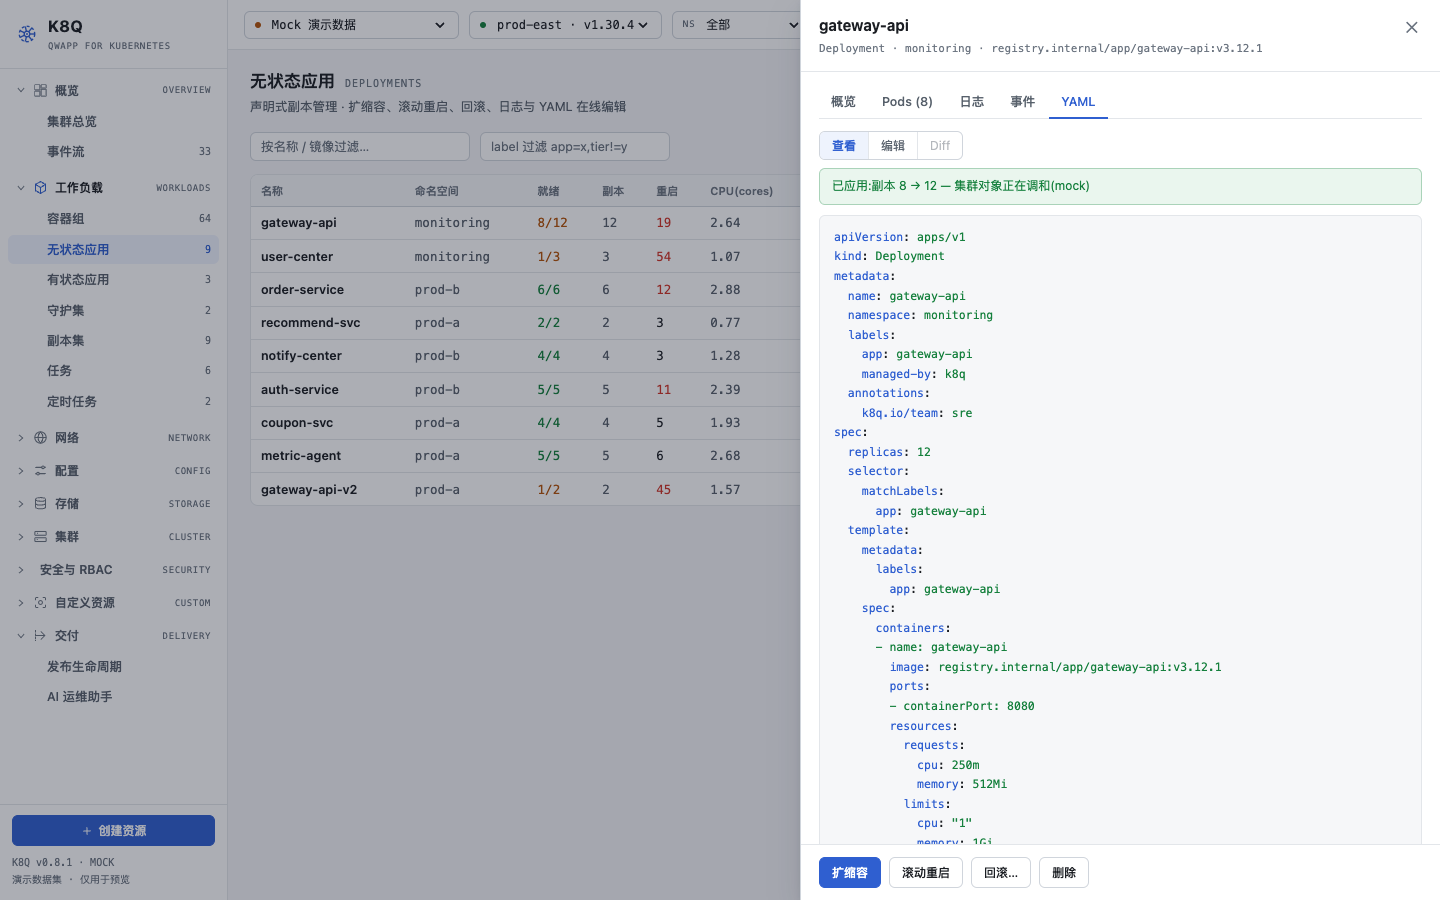 K8Q
QWAPP FOR KUBERNETES
概览 OVERVIEW
集群总览
事件流 33
工作负载 WORKLOADS
容器组 64
无状态应用 9
有状态应用 3
守护集 2
副本集 9
任务 6
定时任务 2
网络 NETWORK
配置 CONFIG
存储 STORAGE
集群 CLUSTER
安全与 RBAC SECURITY
自定义资源 CUSTOM
交付 DELIVERY
发布生命周期
AI 运维助手
+ 创建资源
K8Q v0.8.1 · MOCK
演示数据集 · 仅用于预览
Mock 演示数据
prod-east · v1.30.4
NS 全部
无状态应用 DEPLOYMENTS
声明式副本管理 · 扩缩容、滚动重启、回滚、日志与 YAML 在线编辑
按名称 / 镜像过滤...
label 过滤 app=x,tier!=y
名称 命名空间 就绪 副本 重启 CPU(cores)
gateway-api monitoring 8/12 12 19 2.64
user-center monitoring 1/3 3 54 1.07
order-service prod-b 6/6 6 12 2.88
recommend-svc prod-a 2/2 2 3 0.77
notify-center prod-b 4/4 4 3 1.28
auth-service prod-b 5/5 5 11 2.39
coupon-svc prod-a 4/4 4 5 1.93
metric-agent prod-a 5/5 5 6 2.68
gateway-api-v2 prod-a 1/2 2 45 1.57
gateway-api
Deployment · monitoring · registry.internal/app/gateway-api:v3.12.1
概览 Pods (8) 日志 事件 YAML
查看 编辑 Diff
已应用:副本 8 → 12 — 集群对象正在调和(mock)
apiVersion: apps/v1
kind: Deployment
metadata:
  name: gateway-api
  namespace: monitoring
  labels:
    app: gateway-api
    managed-by: k8q
  annotations:
    k8q.io/team: sre
spec:
  replicas: 12
  selector:
    matchLabels:
      app: gateway-api
  template:
    metadata:
      labels:
        app: gateway-api
    spec:
      containers:
      - name: gateway-api
        image: registry.internal/app/gateway-api:v3.12.1
        ports:
        - containerPort: 8080
        resources:
          requests:
            cpu: 250m
            memory: 512Mi
          limits:
            cpu: "1"
            memory: 1Gi
扩缩容 滚动重启 回滚... 删除